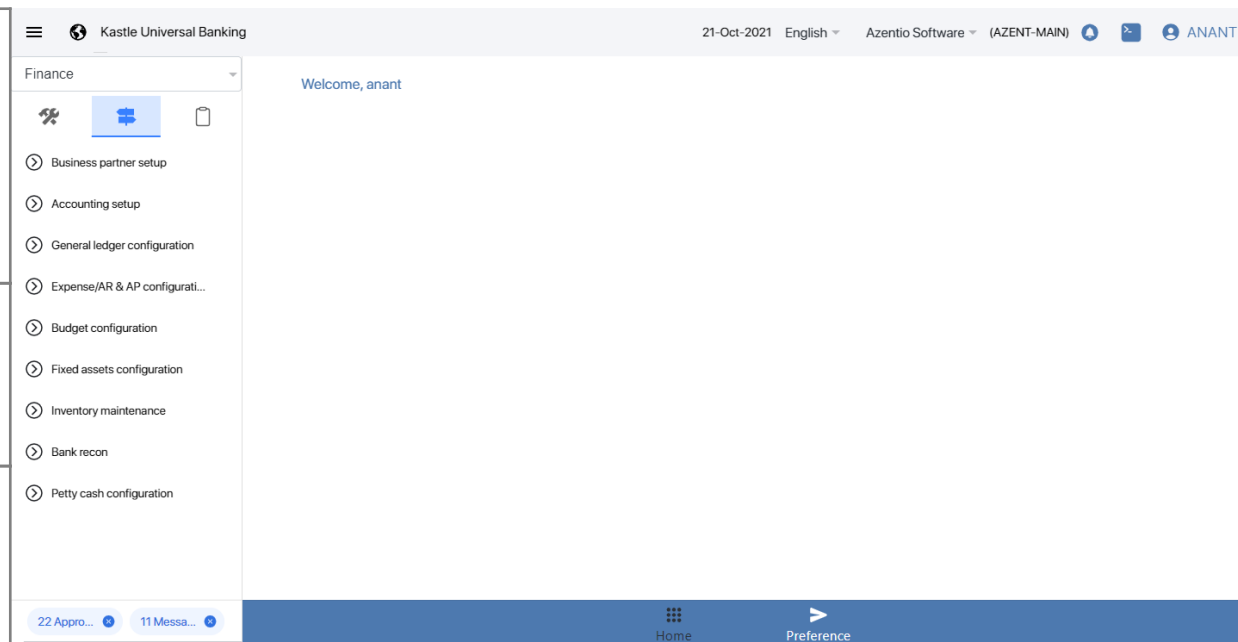 Kastle Universal Banking
21-Oct-2021 English Azentio Software (AZENT-MAIN) ANANT
Finance
Welcome, anant
Business partner setup
Accounting setup
General ledger configuration
Expense/AR & AP configurati...
Budget configuration
Fixed assets configuration
Inventory maintenance
Bank recon
Petty cash configuration
22 Appro... 11 Messa...
Home Preference